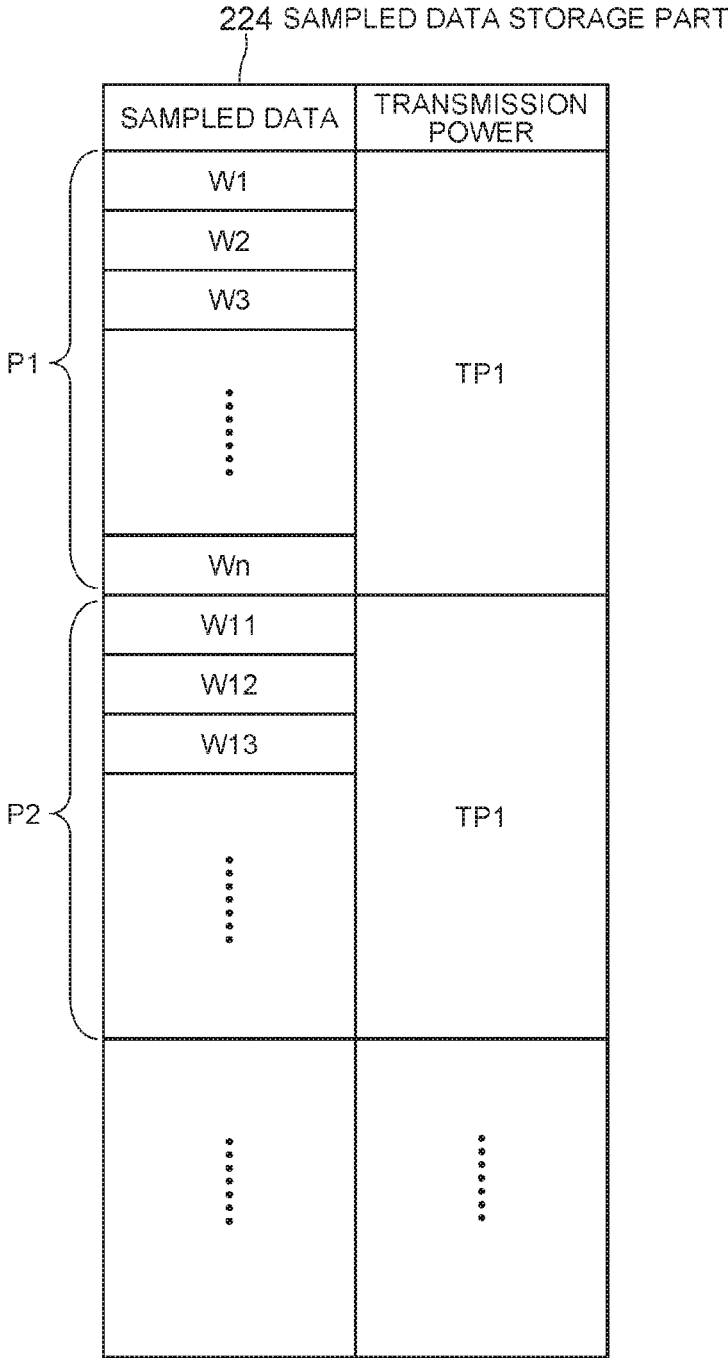 224 SAMPLED DATA STORAGE PART
SAMPLED DATA
TRANSMISSION
POWER
W1
W2
W3
P1
TP1
Wn
W11
W12
W13
P2
TP1